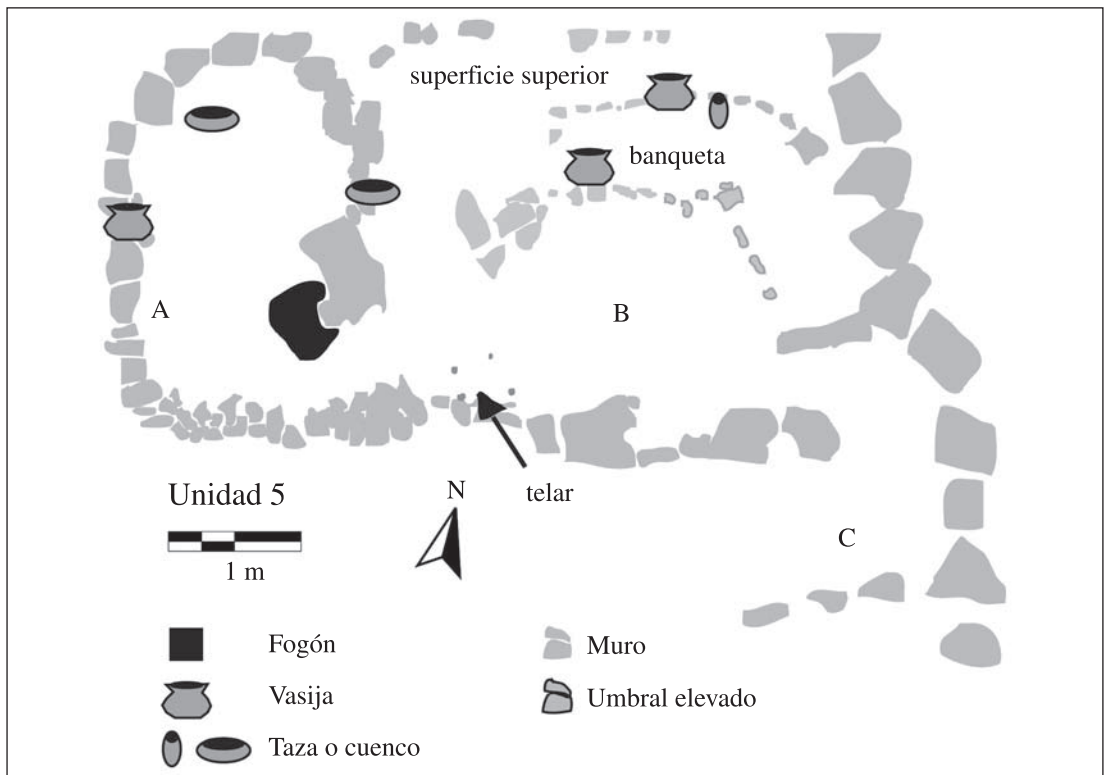 superficie superior
banqueta
A
B
Unidad 5
N
telar
C
1 m
Fogón
Muro
Vasija
Umbral elevado
Taza o cuenco